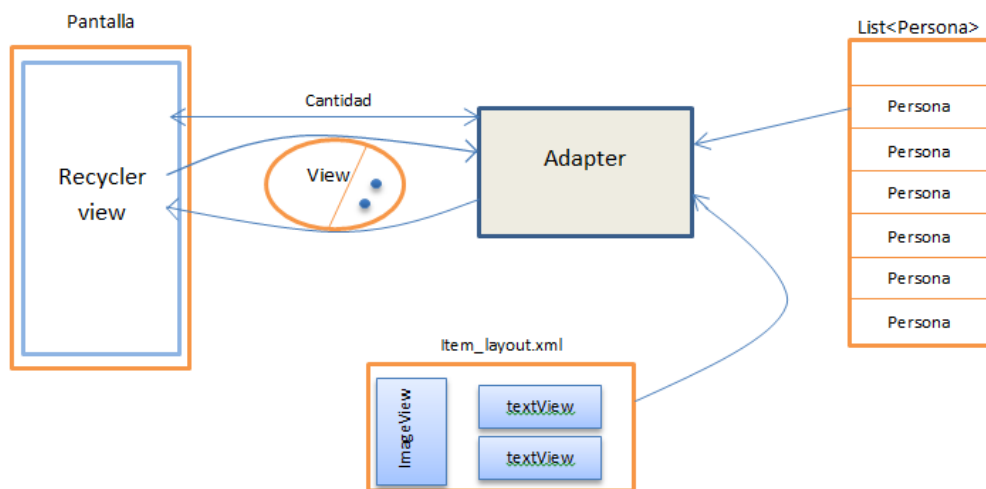 Pantalla
List<Persona>
Cantidad
Persona
Recycler
view
View
Adapter
Persona
Persona
Persona
Persona
Persona
Item_layout.xml
ImageView
textView
textView